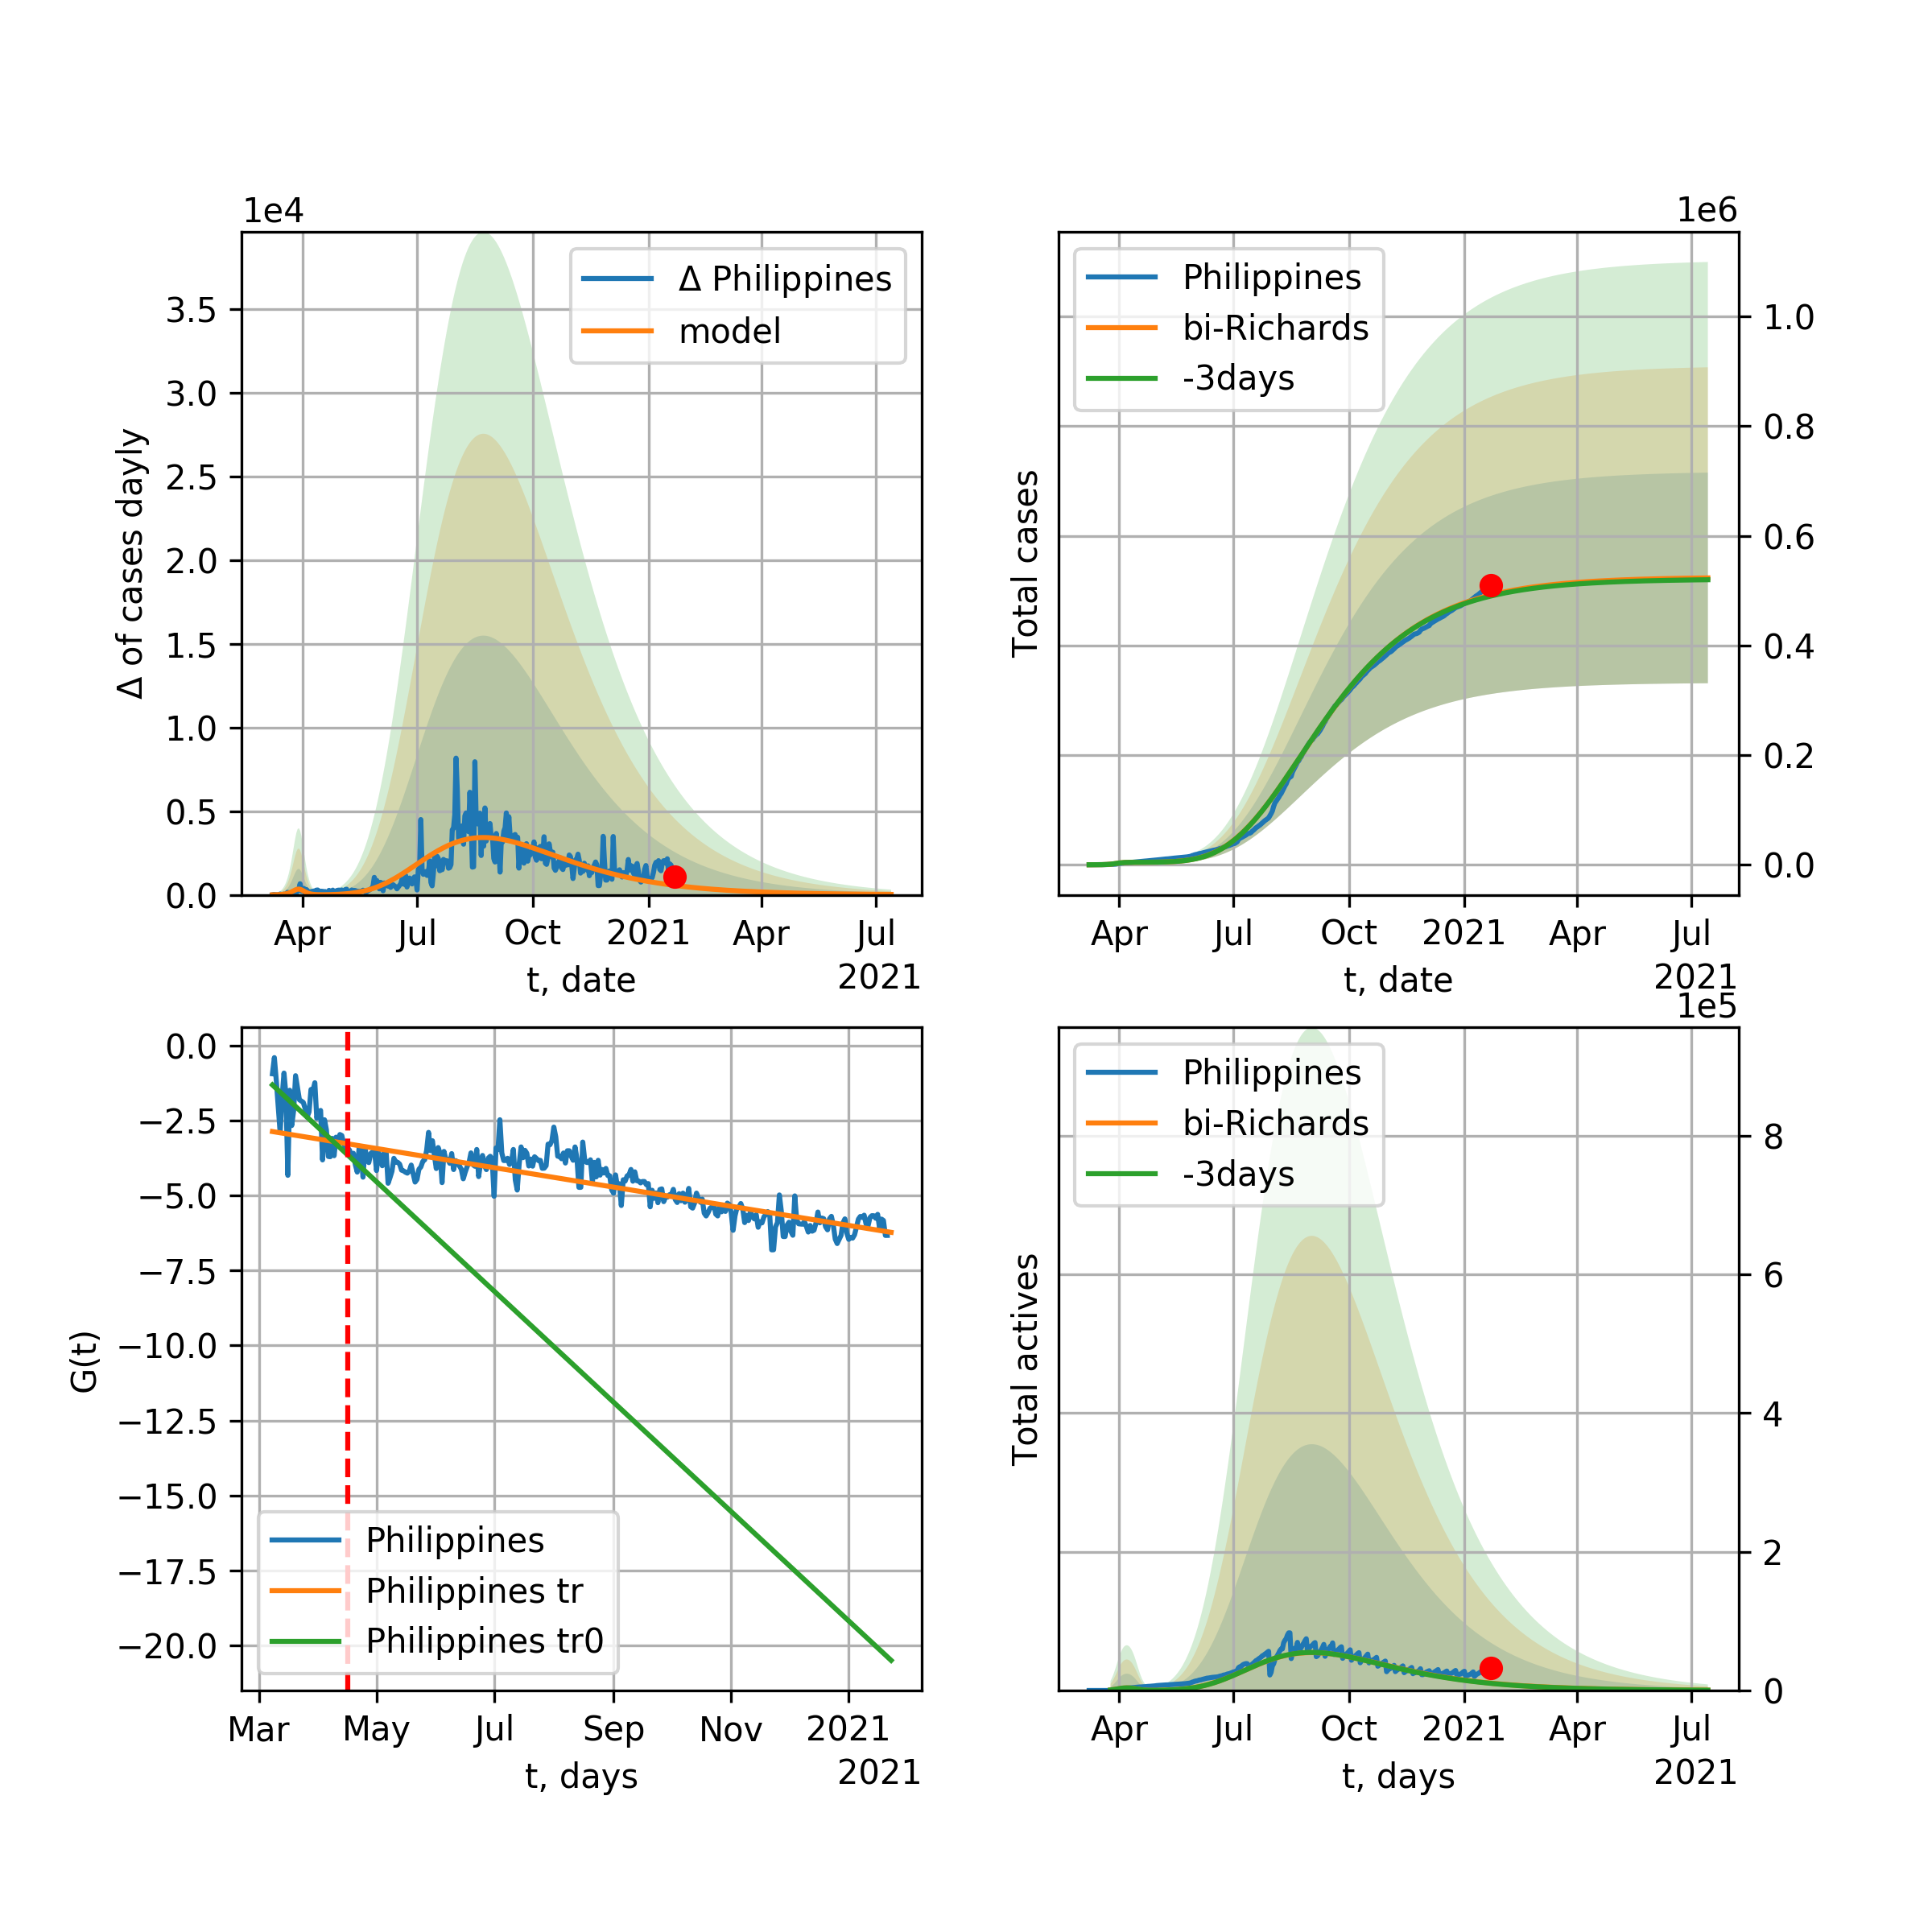 1e4
Δ of cases dayly
3.5
3.0
2.5
2.0
1.5
1.0
0.5
0.0
Δ Philippines
model
Apr Jul Oct 2021 Apr Jul
2021
t, date
1e6
Total cases
Philippines
bi-Richards
-3days
1.0
0.8
0.6
0.4
0.2
0.0
Apr Jul Oct 2021 Apr Jul
2021
t, date
G(t)
0.0
−2.5
−5.0
−7.5
−10.0
−12.5
−15.0
−17.5
−20.0
Philippines
Philippines tr
Philippines tr0
Mar May Jul Sep Nov 2021
2021
t, days
1e5
Total actives
Philippines
bi-Richards
-3days
8
6
4
2
0
Apr Jul Oct 2021 Apr Jul
2021
t, days